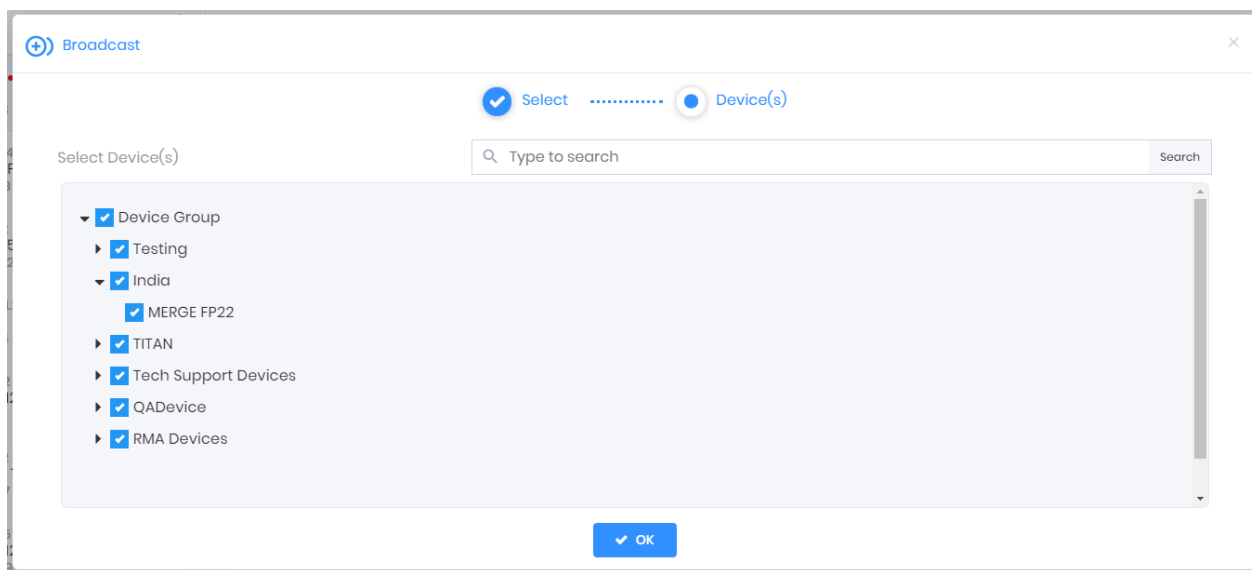 Broadcast
Select
Device(s)
Select Device(s)
Type to search
Search
Device Group
Testing
India
MERGE FP22
TITAN
Tech Support Devices
QADevice
RMA Devices
OK